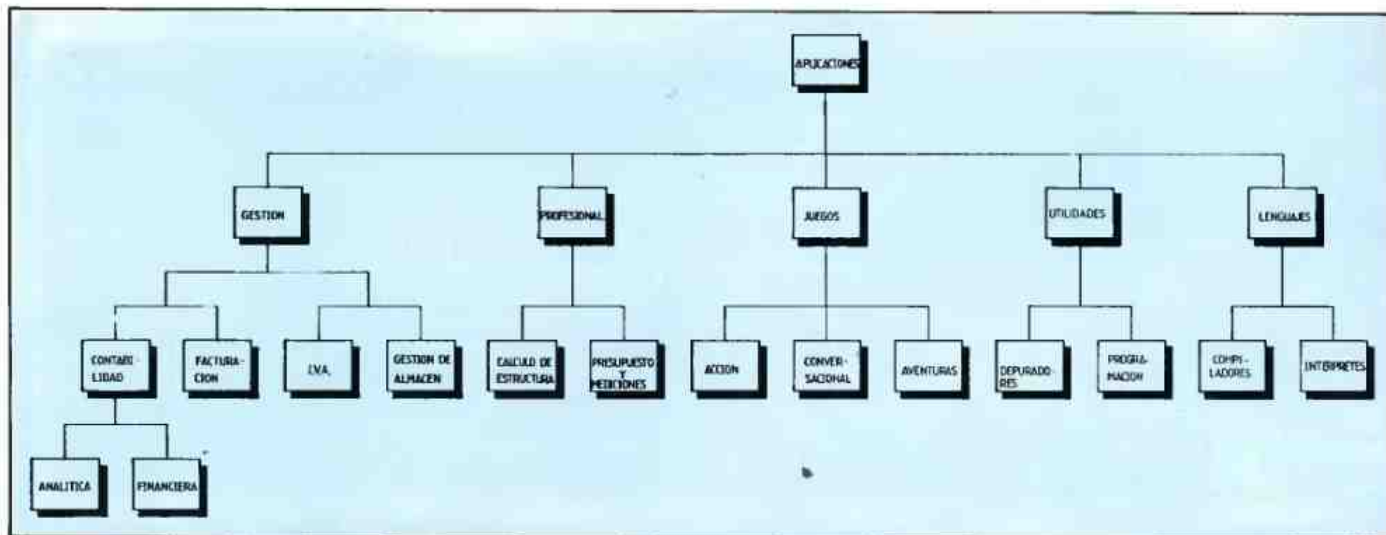 APLICACIONES
GESTION
PROFESIONAL
JUEGOS
UTILIDADES
LENGUAJES
CONTABI-
LIDAD
FACTURA-
CION
I.V.A.
GESTION DE
ALMACEN
CALCULO DE
ESTRUCTURA
PRESUPUESTO
Y
MEDICIONES
ACCION
CONVER-
SACIONAL
AVENTURAS
DEPURADO-
RES
PROGRA-
MACION
COMPI-
LADORES
INTERPRETES
ANALITICA
FINANCIERA